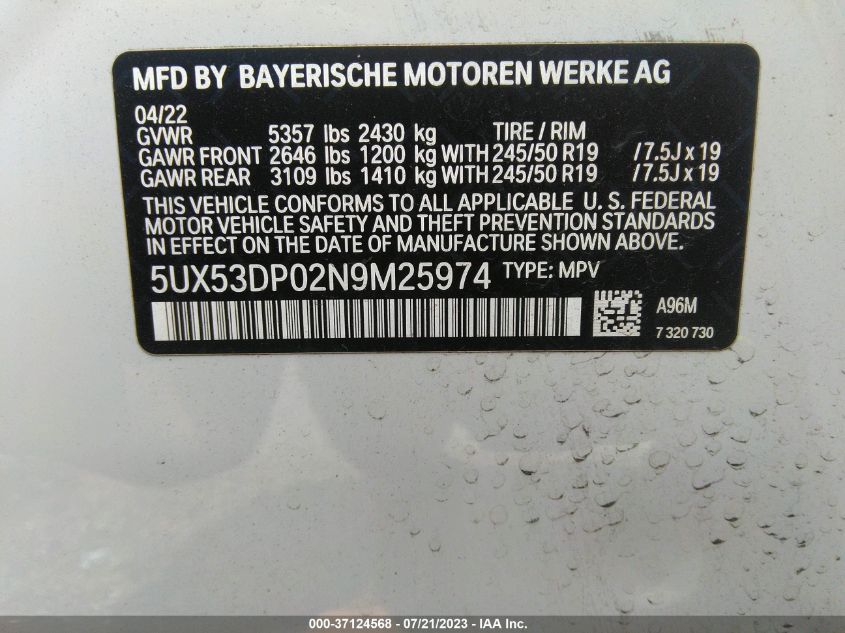 MFD BY BAYERISCHE MOTOREN WERKE AG
04/22
GVWR 5357 lbs 2430 kg TIRE / RIM
GAWR FRONT 2646 lbs 1200 kg WITH 245/50 R19 /7.5J x 19
GAWR REAR 3109 lbs 1410 kg WITH 245/50 R19 /7.5J x 19
THIS VEHICLE CONFORMS TO ALL APPLICABLE U. S. FEDERAL
MOTOR VEHICLE SAFETY AND THEFT PREVENTION STANDARDS
IN EFFECT ON THE DATE OF MANUFACTURE SHOWN ABOVE.
5UX53DP02N9M25974 TYPE: MPV
A96M
7 320 730
000-37124568 - 07/21/2023 - IAA Inc.